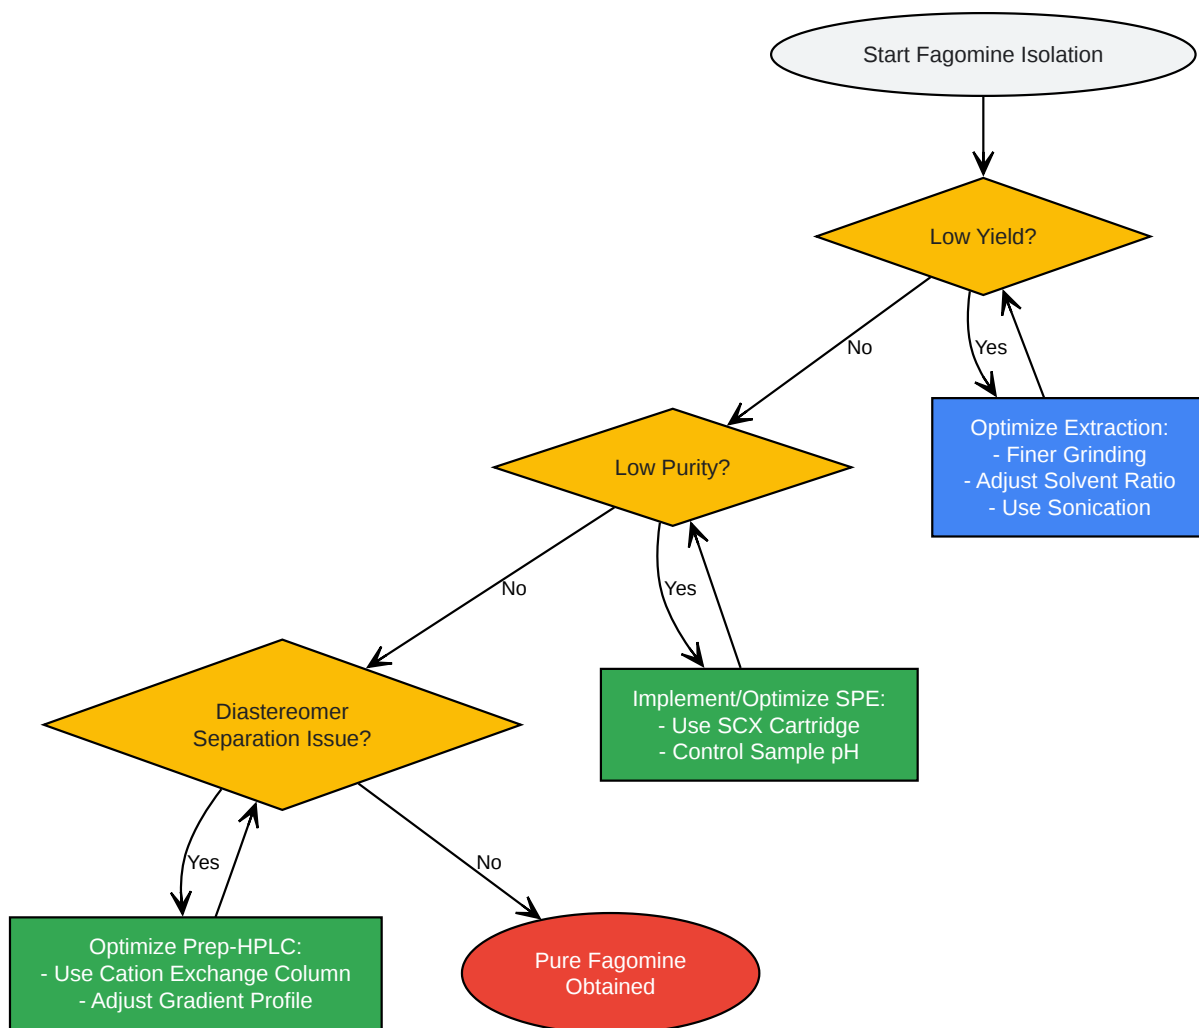 Start Fagomine Isolation
Low Yield?
No
Yes
Optimize Extraction:
- Finer Grinding
- Adjust Solvent Ratio
- Use Sonication
Low Purity?
No
Yes
Implement/Optimize SPE:
- Use SCX Cartridge
- Control Sample pH
Diastereomer
Separation Issue?
Yes
No
Optimize Prep-HPLC:
- Use Cation Exchange Column
- Adjust Gradient Profile
Pure Fagomine
Obtained